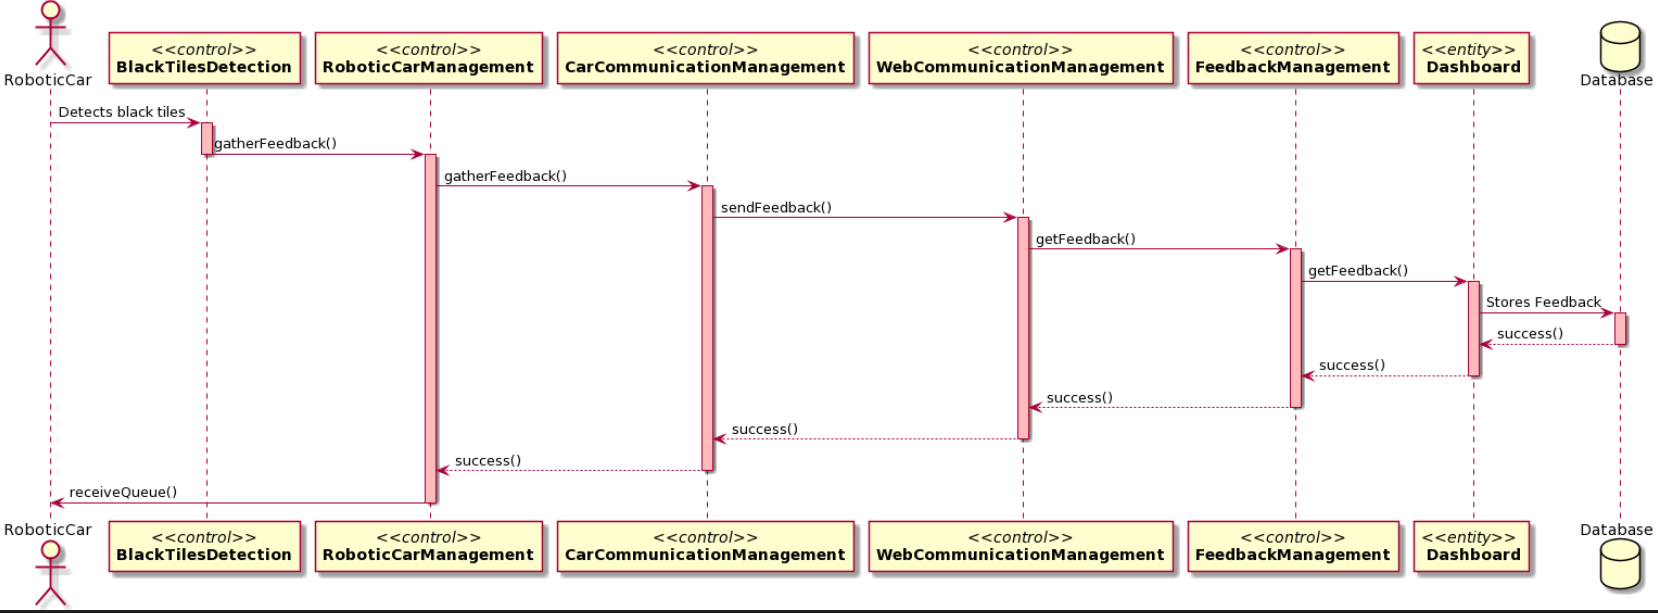 RoboticCar
<<control>>
BlackTilesDetection
<<control>>
RoboticCarManagement
<<control>>
CarCommunicationManagement
<<control>>
WebCommunicationManagement
<<control>>
FeedbackManagement
<<entity>>
Dashboard
Database
Detects black tiles
gatherFeedback()
gatherFeedback()
sendFeedback()
getFeedback()
getFeedback()
Stores Feedback
success()
success()
success()
success()
success()
receiveQueue()
RoboticCar
<<control>>
BlackTilesDetection
<<control>>
RoboticCarManagement
<<control>>
CarCommunicationManagement
<<control>>
WebCommunicationManagement
<<control>>
FeedbackManagement
<<entity>>
Dashboard
Database